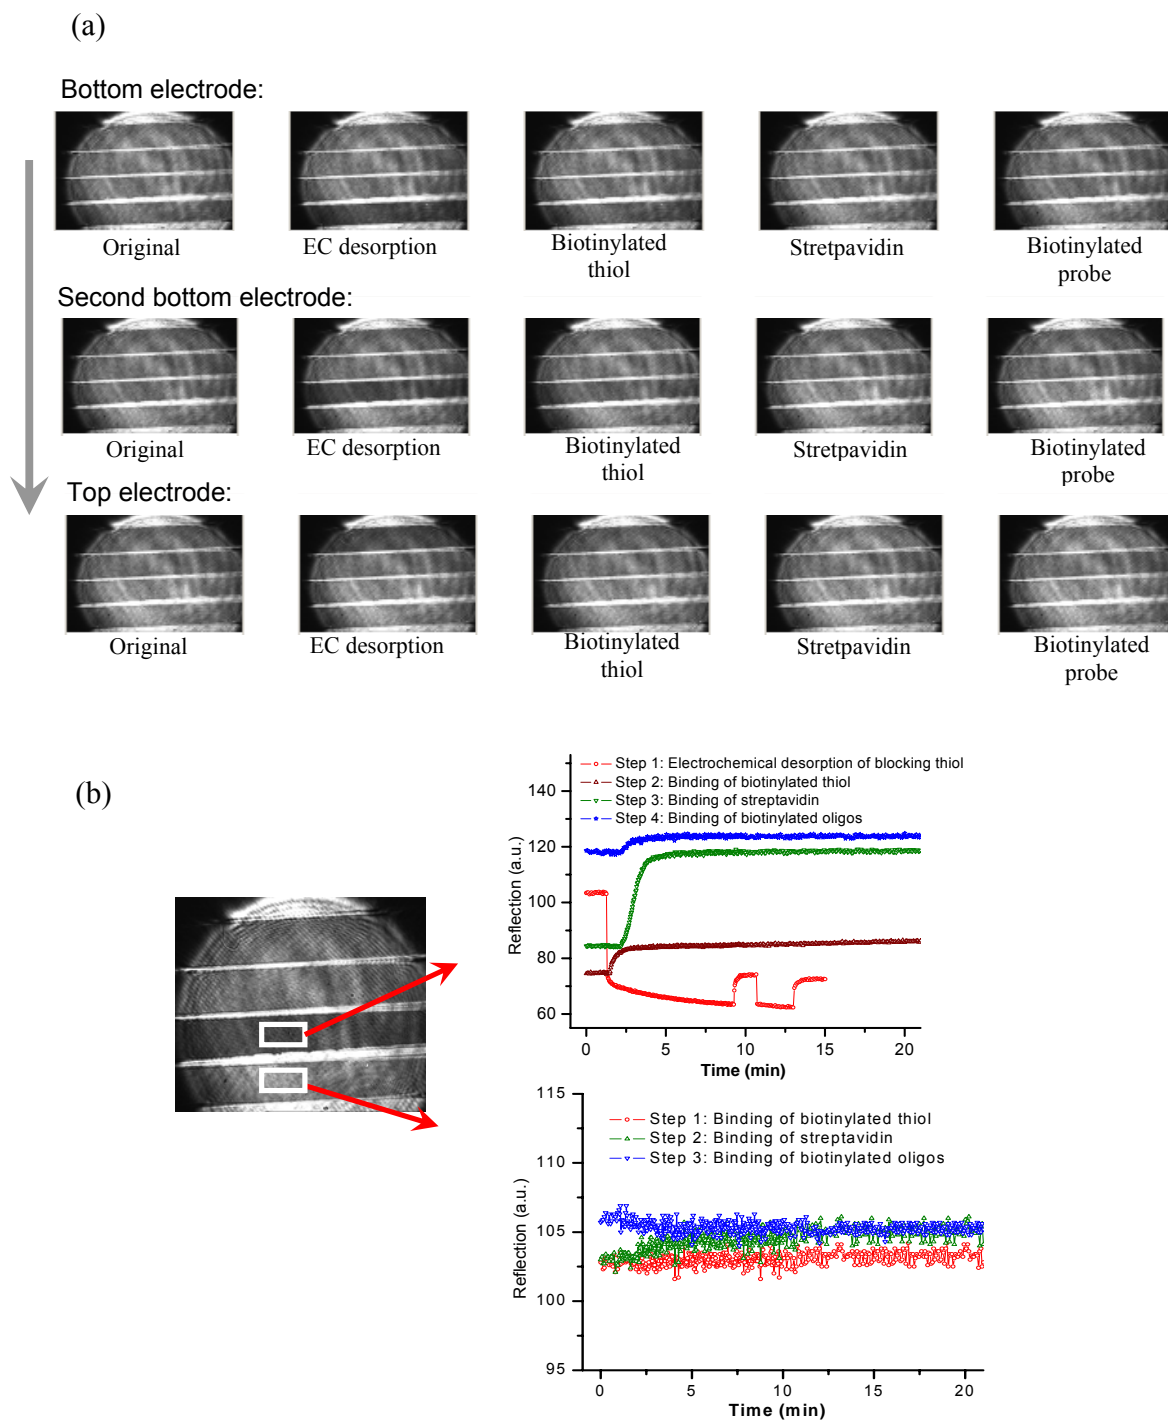 (a)
Bottom electrode:
Original
EC desorption
Biotinylated
thiol
Stretpavidin
Biotinylated
probe
Second bottom electrode:
Original
EC desorption
Biotinylated
thiol
Stretpavidin
Biotinylated
probe
Top electrode:
Original
EC desorption
Biotinylated
thiol
Stretpavidin
Biotinylated
probe
(b)
Step 1: Electrochemical desorption of blocking thiol
Step 2: Binding of biotinylated thiol
Step 3: Binding of streptavidin
Step 4: Binding of biotinylated oligos
Reflection (a.u.)
140
120
100
80
60
0 5 10 15 20
Time (min)
Step 1: Binding of biotinylated thiol
Step 2: Binding of streptavidin
Step 3: Binding of biotinylated oligos
Reflection (a.u.)
115
110
105
100
95
0 5 10 15 20
Time (min)